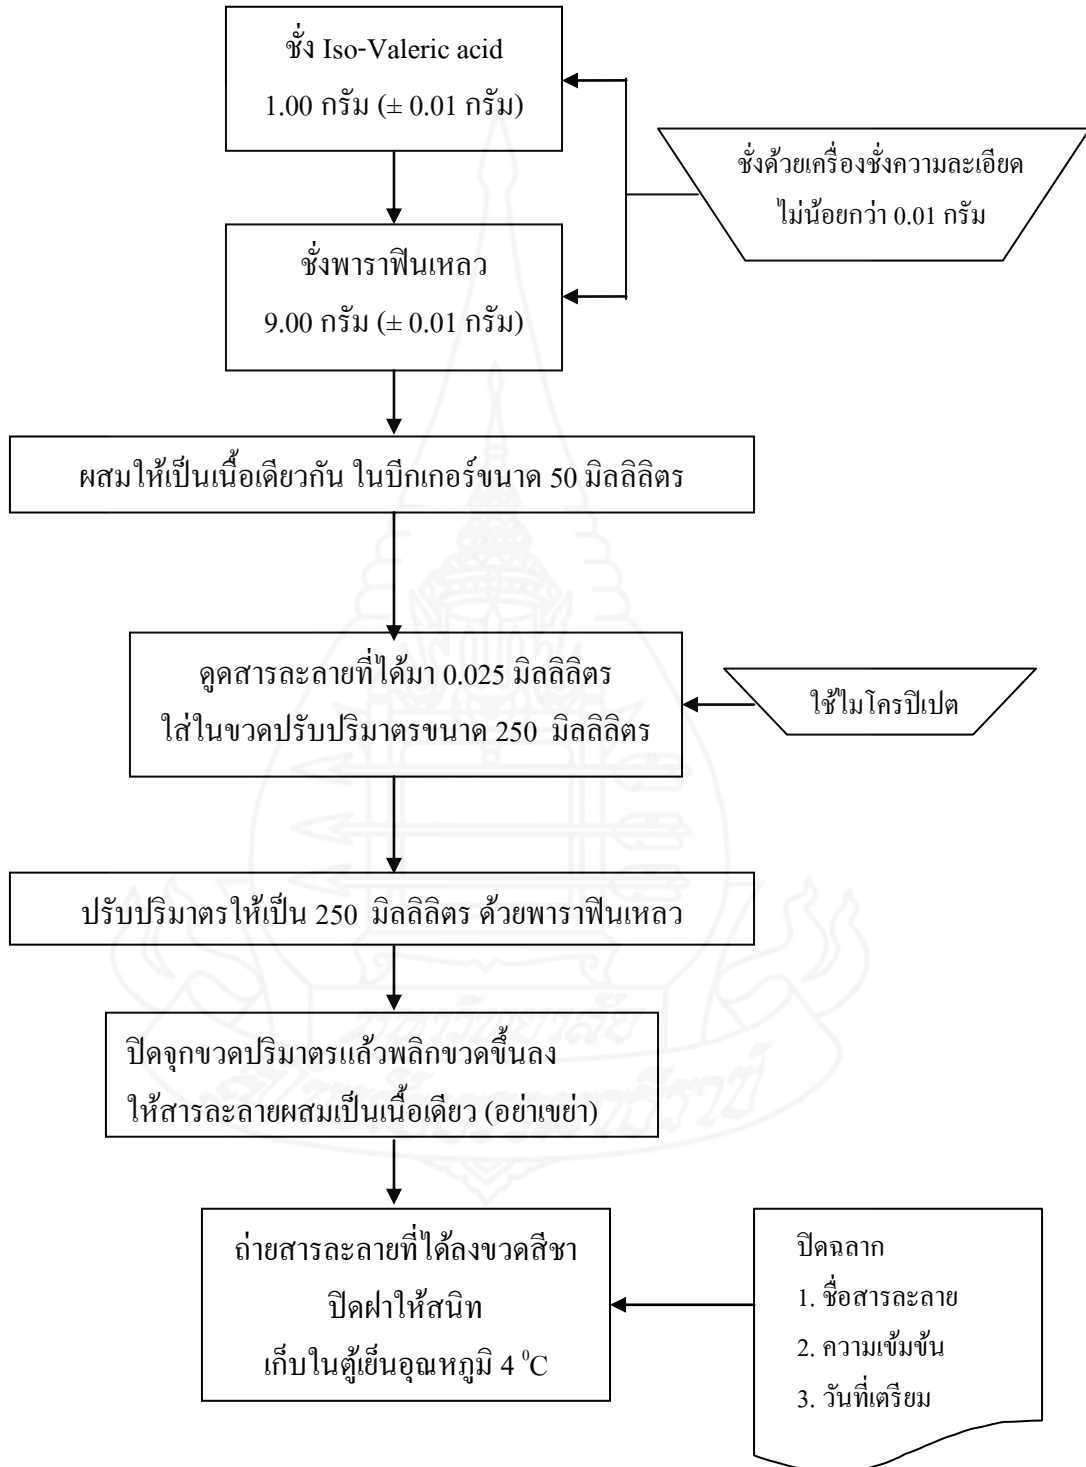 ชั่ง Iso-Valeric acid
1.00 กรัม (± 0.01 กรัม)
ชั่งด้วยเครื่องชั่งความละเอียด
ไม่น้อยกว่า 0.01 กรัม
ชั่งพาราฟินเหลว
9.00 กรัม (± 0.01 กรัม)
ผสมให้เป็นเนื้อเดียวกัน ในบีกเกอร์ขนาด 50 มิลลิลิตร
ดูดสารละลายที่ได้มา 0.025 มิลลิลิตร
ใส่ในขวดปรับปริมาตรขนาด 250 มิลลิลิตร
ใช้ไมโครปิเปต
ปรับปริมาตรให้เป็น 250 มิลลิลิตร ด้วยพาราฟินเหลว
ปิดจุกขวดปริมาตรแล้วพลิกขวดขึ้นลง
ให้สารละลายผสมเป็นเนื้อเดียว (อย่าเขย่า)
ถ่ายสารละลายที่ได้ลงขวดสีชา
ปิดฝาให้สนิท
เก็บในตู้เย็นอุณหภูมิ 4 ⁰C
ปิดฉลาก
1. ชื่อสารละลาย
2. ความเข้มข้น
3. วันที่เตรียม